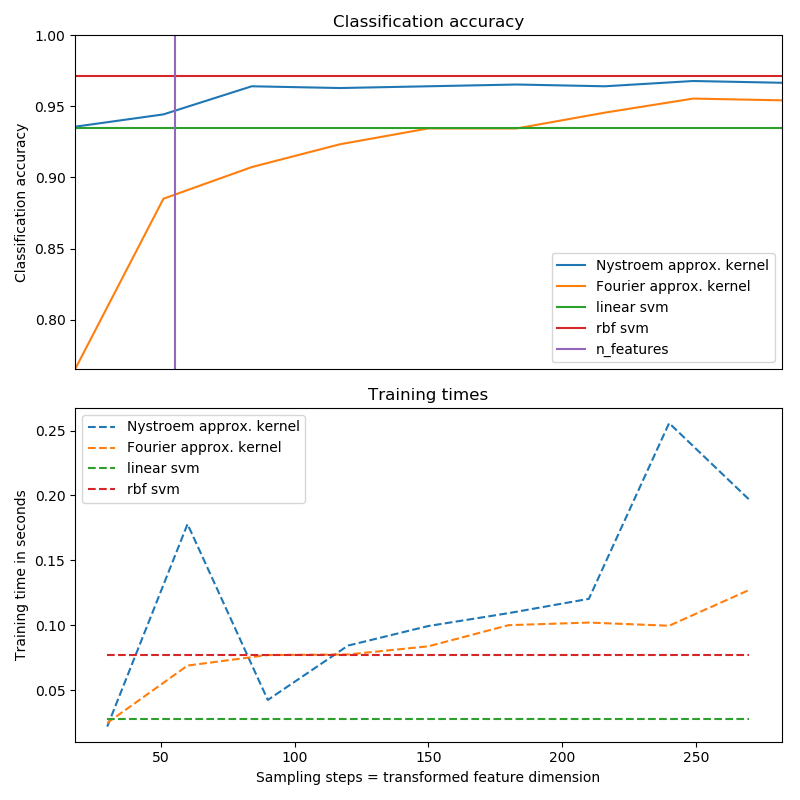 Classification accuracy
1.00
0.95
0.90
0.85
0.80
Classification accuracy
Nystroem approx. kernel
Fourier approx. kernel
linear svm
rbf svm
n_features
Training times
0.25
0.20
0.15
0.10
0.05
Training time in seconds
Nystroem approx. kernel
Fourier approx. kernel
linear svm
rbf svm
50 100 150 200 250
Sampling steps = transformed feature dimension